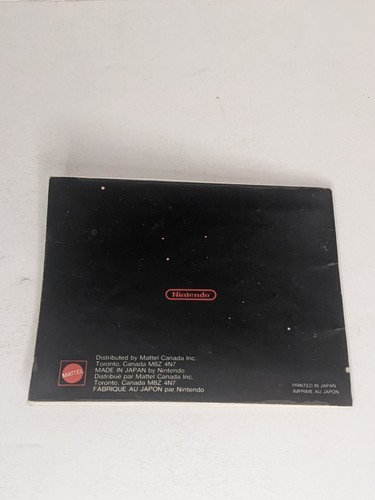 Nintendo
Distributed by Mattel Canada Inc.
Toronto, Canada M8Z 4N7
MADE IN JAPAN by Nintendo
Distribué par Mattel Canada Inc.
Toronto, Canada M8Z 4N7
FABRIQUE AU JAPON par Nintendo
MATTEL
PRINTED IN JAPAN
IMPRIMÉ AU JAPON